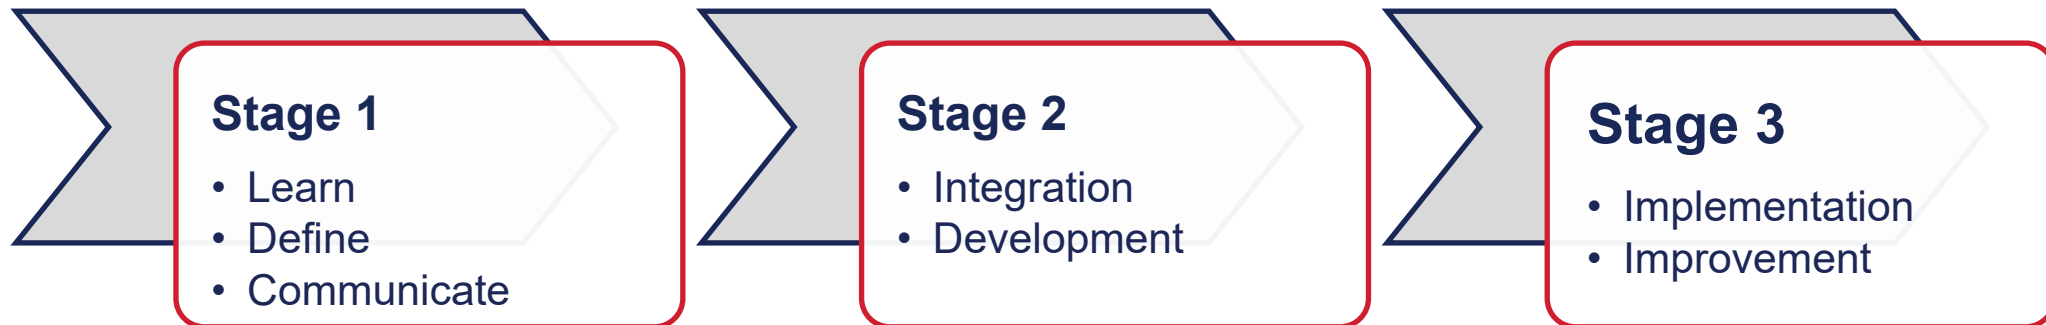 Stage 1
• Learn
• Define
• Communicate
Stage 2
• Integration
• Development
Stage 3
• Implementation
• Improvement